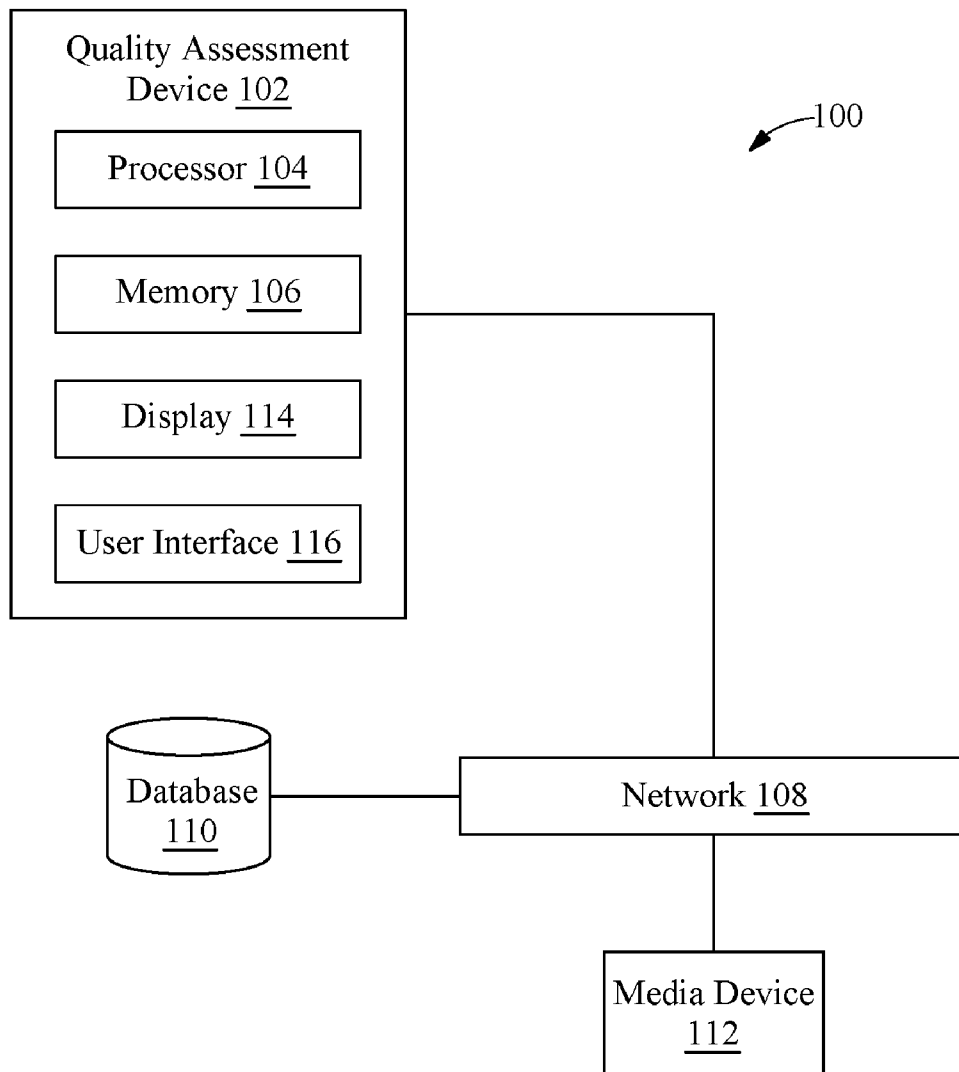 Quality Assessment
Device 102
Processor 104
Memory 106
Display 114
User Interface 116
100
Database
110
Network 108
Media Device
112